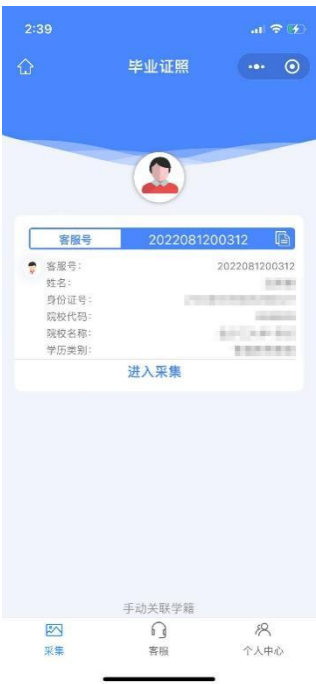 2:39
毕业证照
客服号 2022081200312
客服号: 2022081200312
姓名:
身份证号:
院校代码:
院校名称:
学历类别:
进入采集
手动关联学籍
采集 客服 个人中心